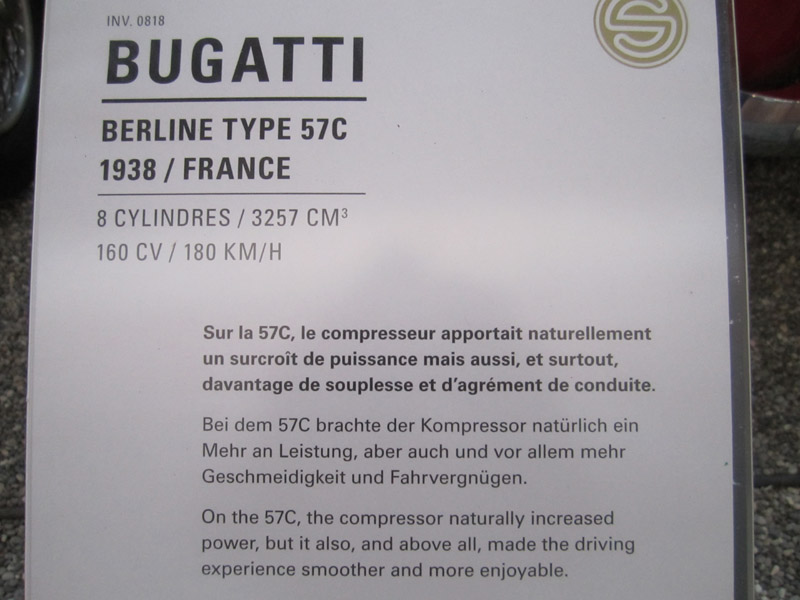 INV. 0818
BUGATTI
BERLINE TYPE 57C
1938 / FRANCE
8 CYLINDRES / 3257 CM³
160 CV / 180 KM/H
Sur la 57C, le compresseur apportait naturellement
un surcroît de puissance mais aussi, et surtout,
davantage de souplesse et d'agrément de conduite.
Bei dem 57C brachte der Kompressor natürlich ein
Mehr an Leistung, aber auch und vor allem mehr
Geschmeidigkeit und Fahrvergnügen.
On the 57C, the compressor naturally increased
power, but it also, and above all, made the driving
experience smoother and more enjoyable.